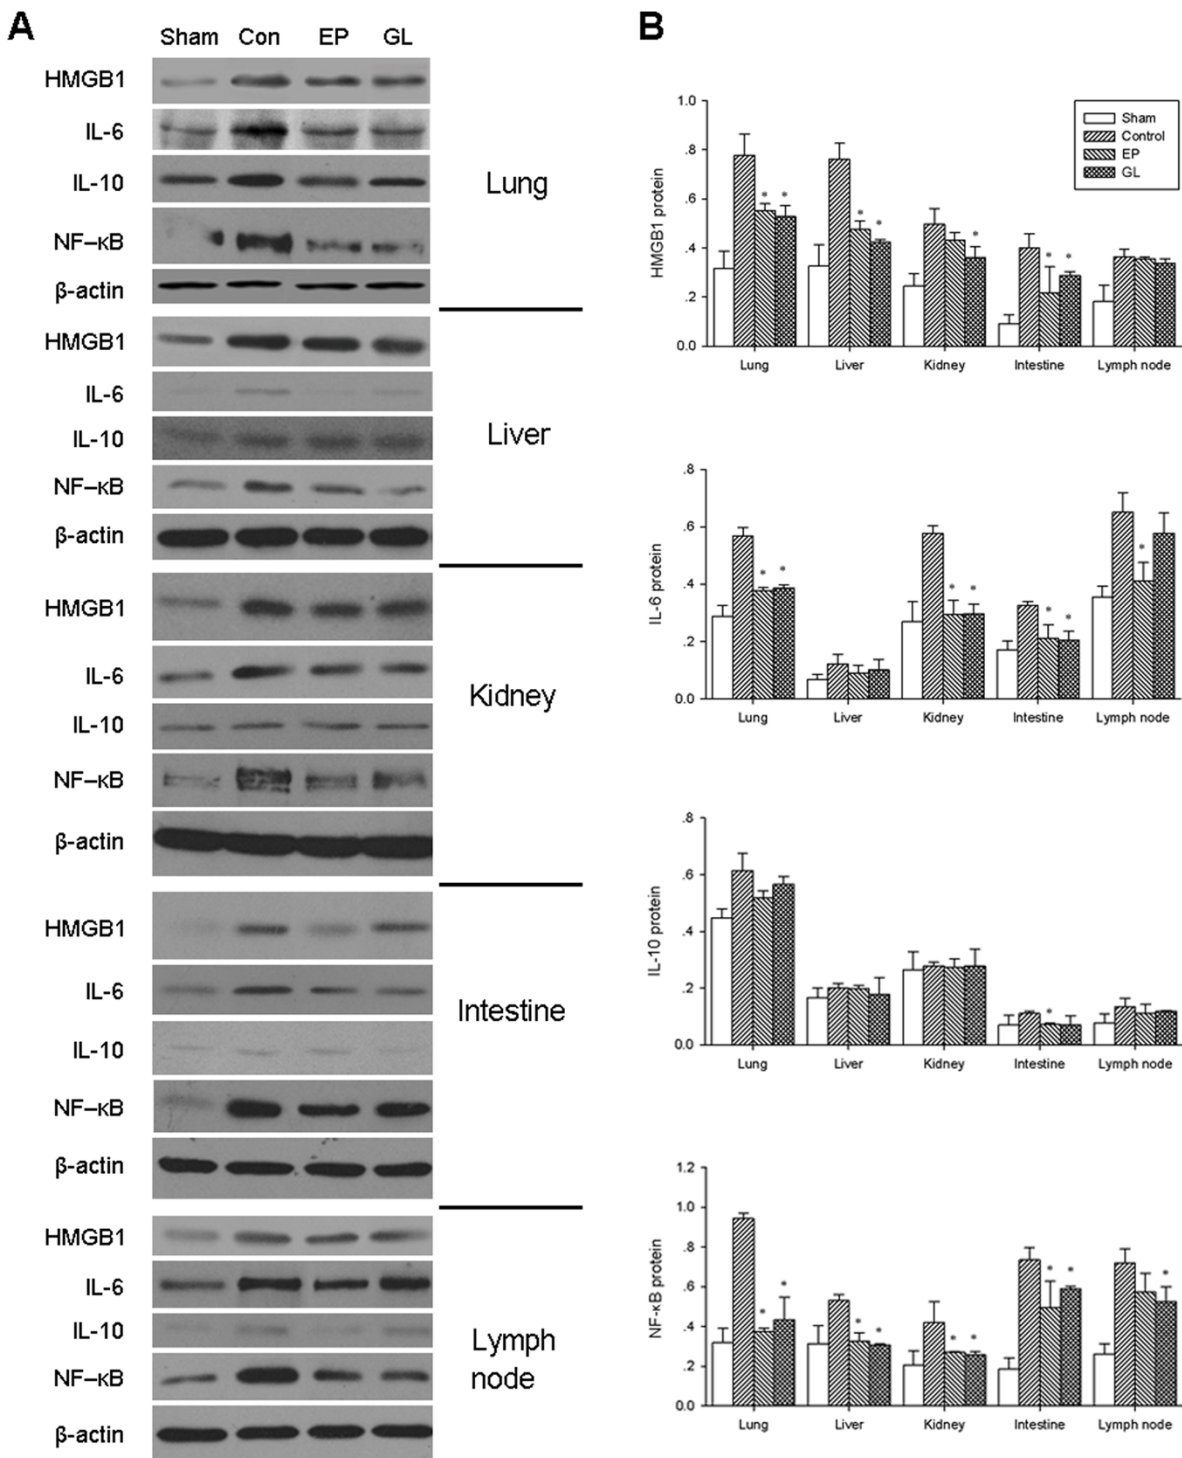 A
Sham Con EP GL
HMGB1
IL-6
IL-10
NF–κB
β-actin
Lung
HMGB1
IL-6
IL-10
NF–κB
β-actin
Liver
HMGB1
IL-6
IL-10
NF–κB
β-actin
Kidney
HMGB1
IL-6
IL-10
NF–κB
β-actin
Intestine
HMGB1
IL-6
IL-10
NF–κB
β-actin
Lymph
node
B
HMGB1 protein
1.0
.8
.6
.4
.2
0.0
Sham
Control
EP
GL
* * * * * * *
Lung Liver Kidney Intestine Lymph node
IL-6 protein
.8
.6
.4
.2
0.0
* * * * * * *
Lung Liver Kidney Intestine Lymph node
IL-10 protein
.8
.6
.4
.2
0.0
*
Lung Liver Kidney Intestine Lymph node
NF-κB protein
1.2
1.0
.8
.6
.4
.2
0.0
* * * * * * * * *
Lung Liver Kidney Intestine Lymph node